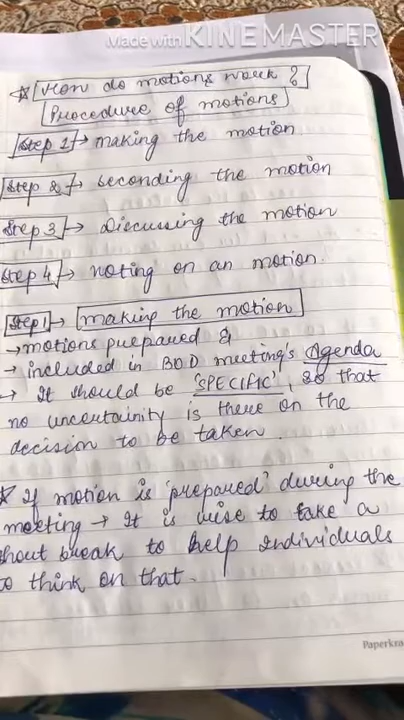 Made with KINEMASTER
☆ How do motions work ?
Procedure of motions
Step 1 → making the motion
Step 2 → seconding the motion
Step 3 → Discussing the motion
Step 4 → voting on an motion.
Step 1 → making the motion
→ motions prepared &
→ included in BOD meeting's Agenda
→ It should be 'SPECIFIC', so that
no uncertainity is there on the
decision to be taken.
☆ If motion is 'prepared' during the
meeting → It is wise to take a
short break to help individuals
to think on that.
Paperkra